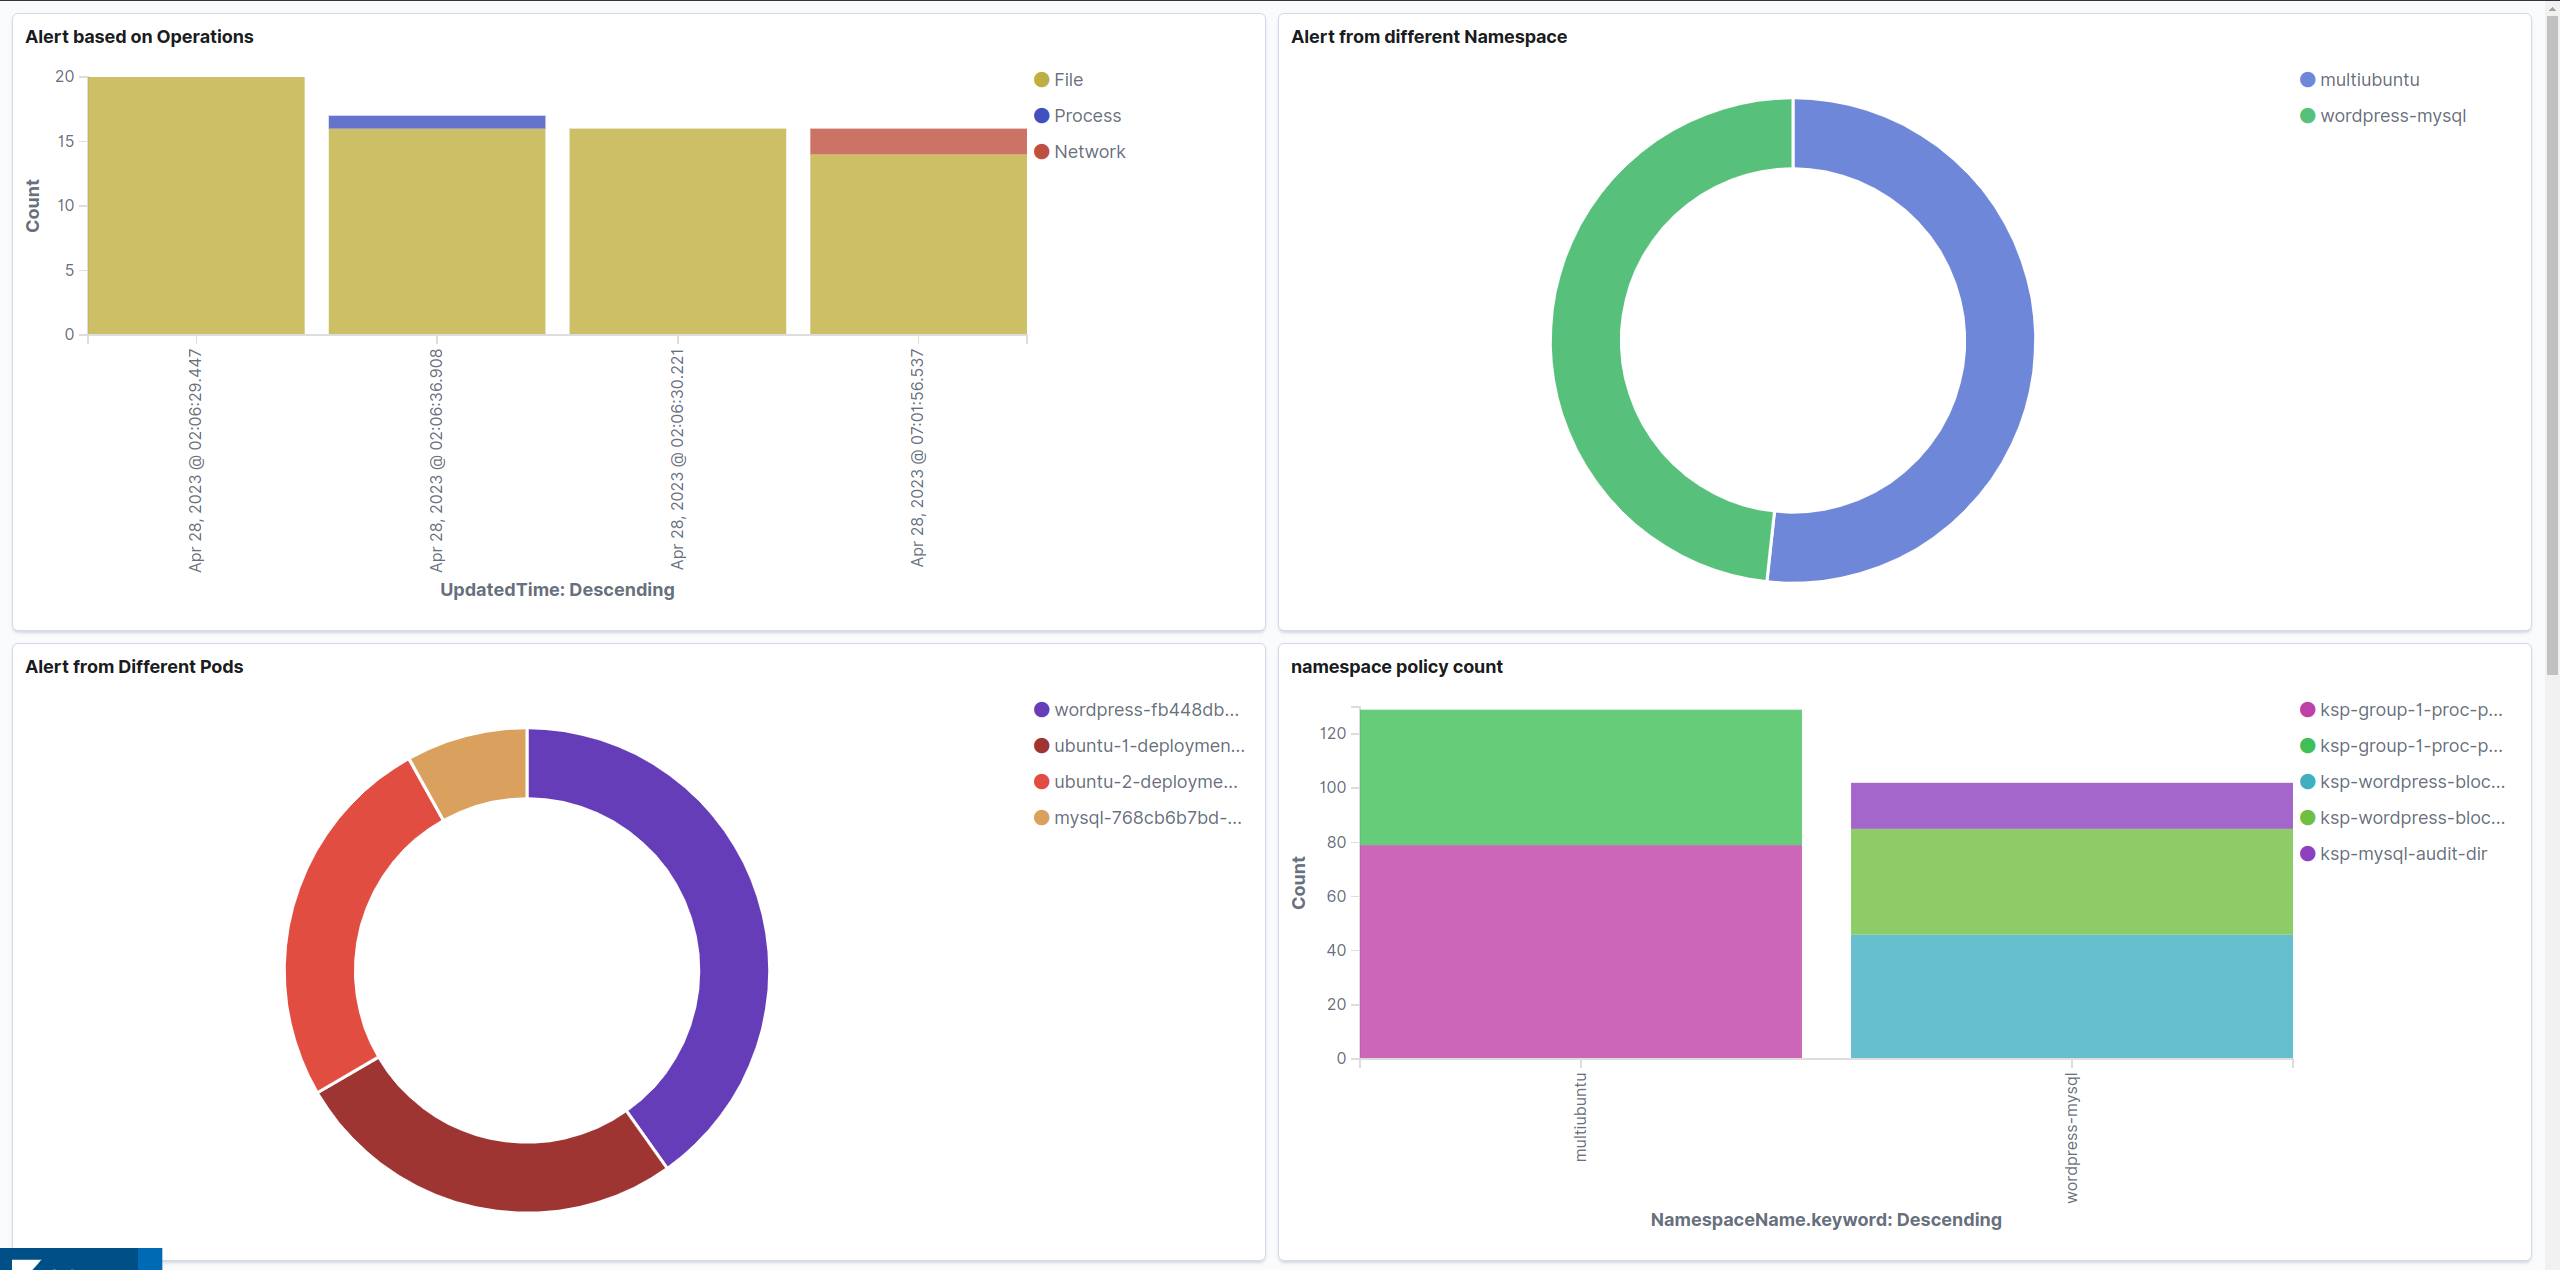 Alert based on Operations
20
15
10
5
0
Count
Apr 28, 2023 @ 02:06:29.447
Apr 28, 2023 @ 02:06:36.908
Apr 28, 2023 @ 02:06:30.221
Apr 28, 2023 @ 07:01:56.537
UpdatedTime: Descending
File
Process
Network
Alert from different Namespace
multiubuntu
wordpress-mysql
Alert from Different Pods
wordpress-fb448db...
ubuntu-1-deploymen...
ubuntu-2-deployme...
mysql-768cb6b7bd-...
namespace policy count
120
100
80
60
40
20
0
Count
multiubuntu
wordpress-mysql
NamespaceName.keyword: Descending
ksp-group-1-proc-p...
ksp-group-1-proc-p...
ksp-wordpress-bloc...
ksp-wordpress-bloc...
ksp-mysql-audit-dir